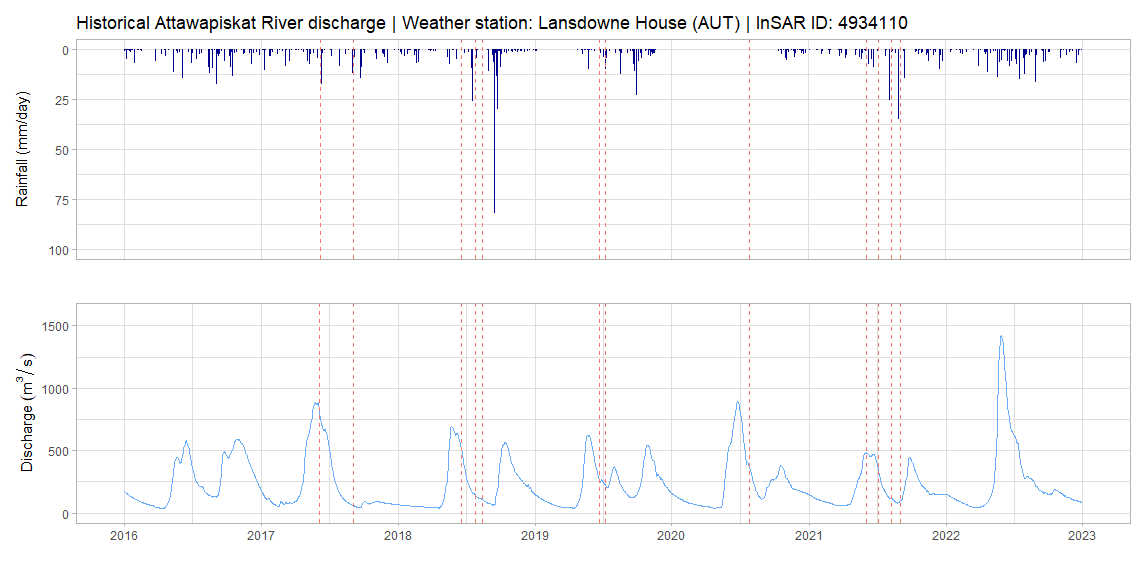 Historical Attawapiskat River discharge | Weather station: Lansdowne House (AUT) | InSAR ID: 4934110
0
25
50
75
100
Rainfall (mm/day)
1500
1000
500
0
Discharge (m³/s)
2016 2017 2018 2019 2020 2021 2022 2023